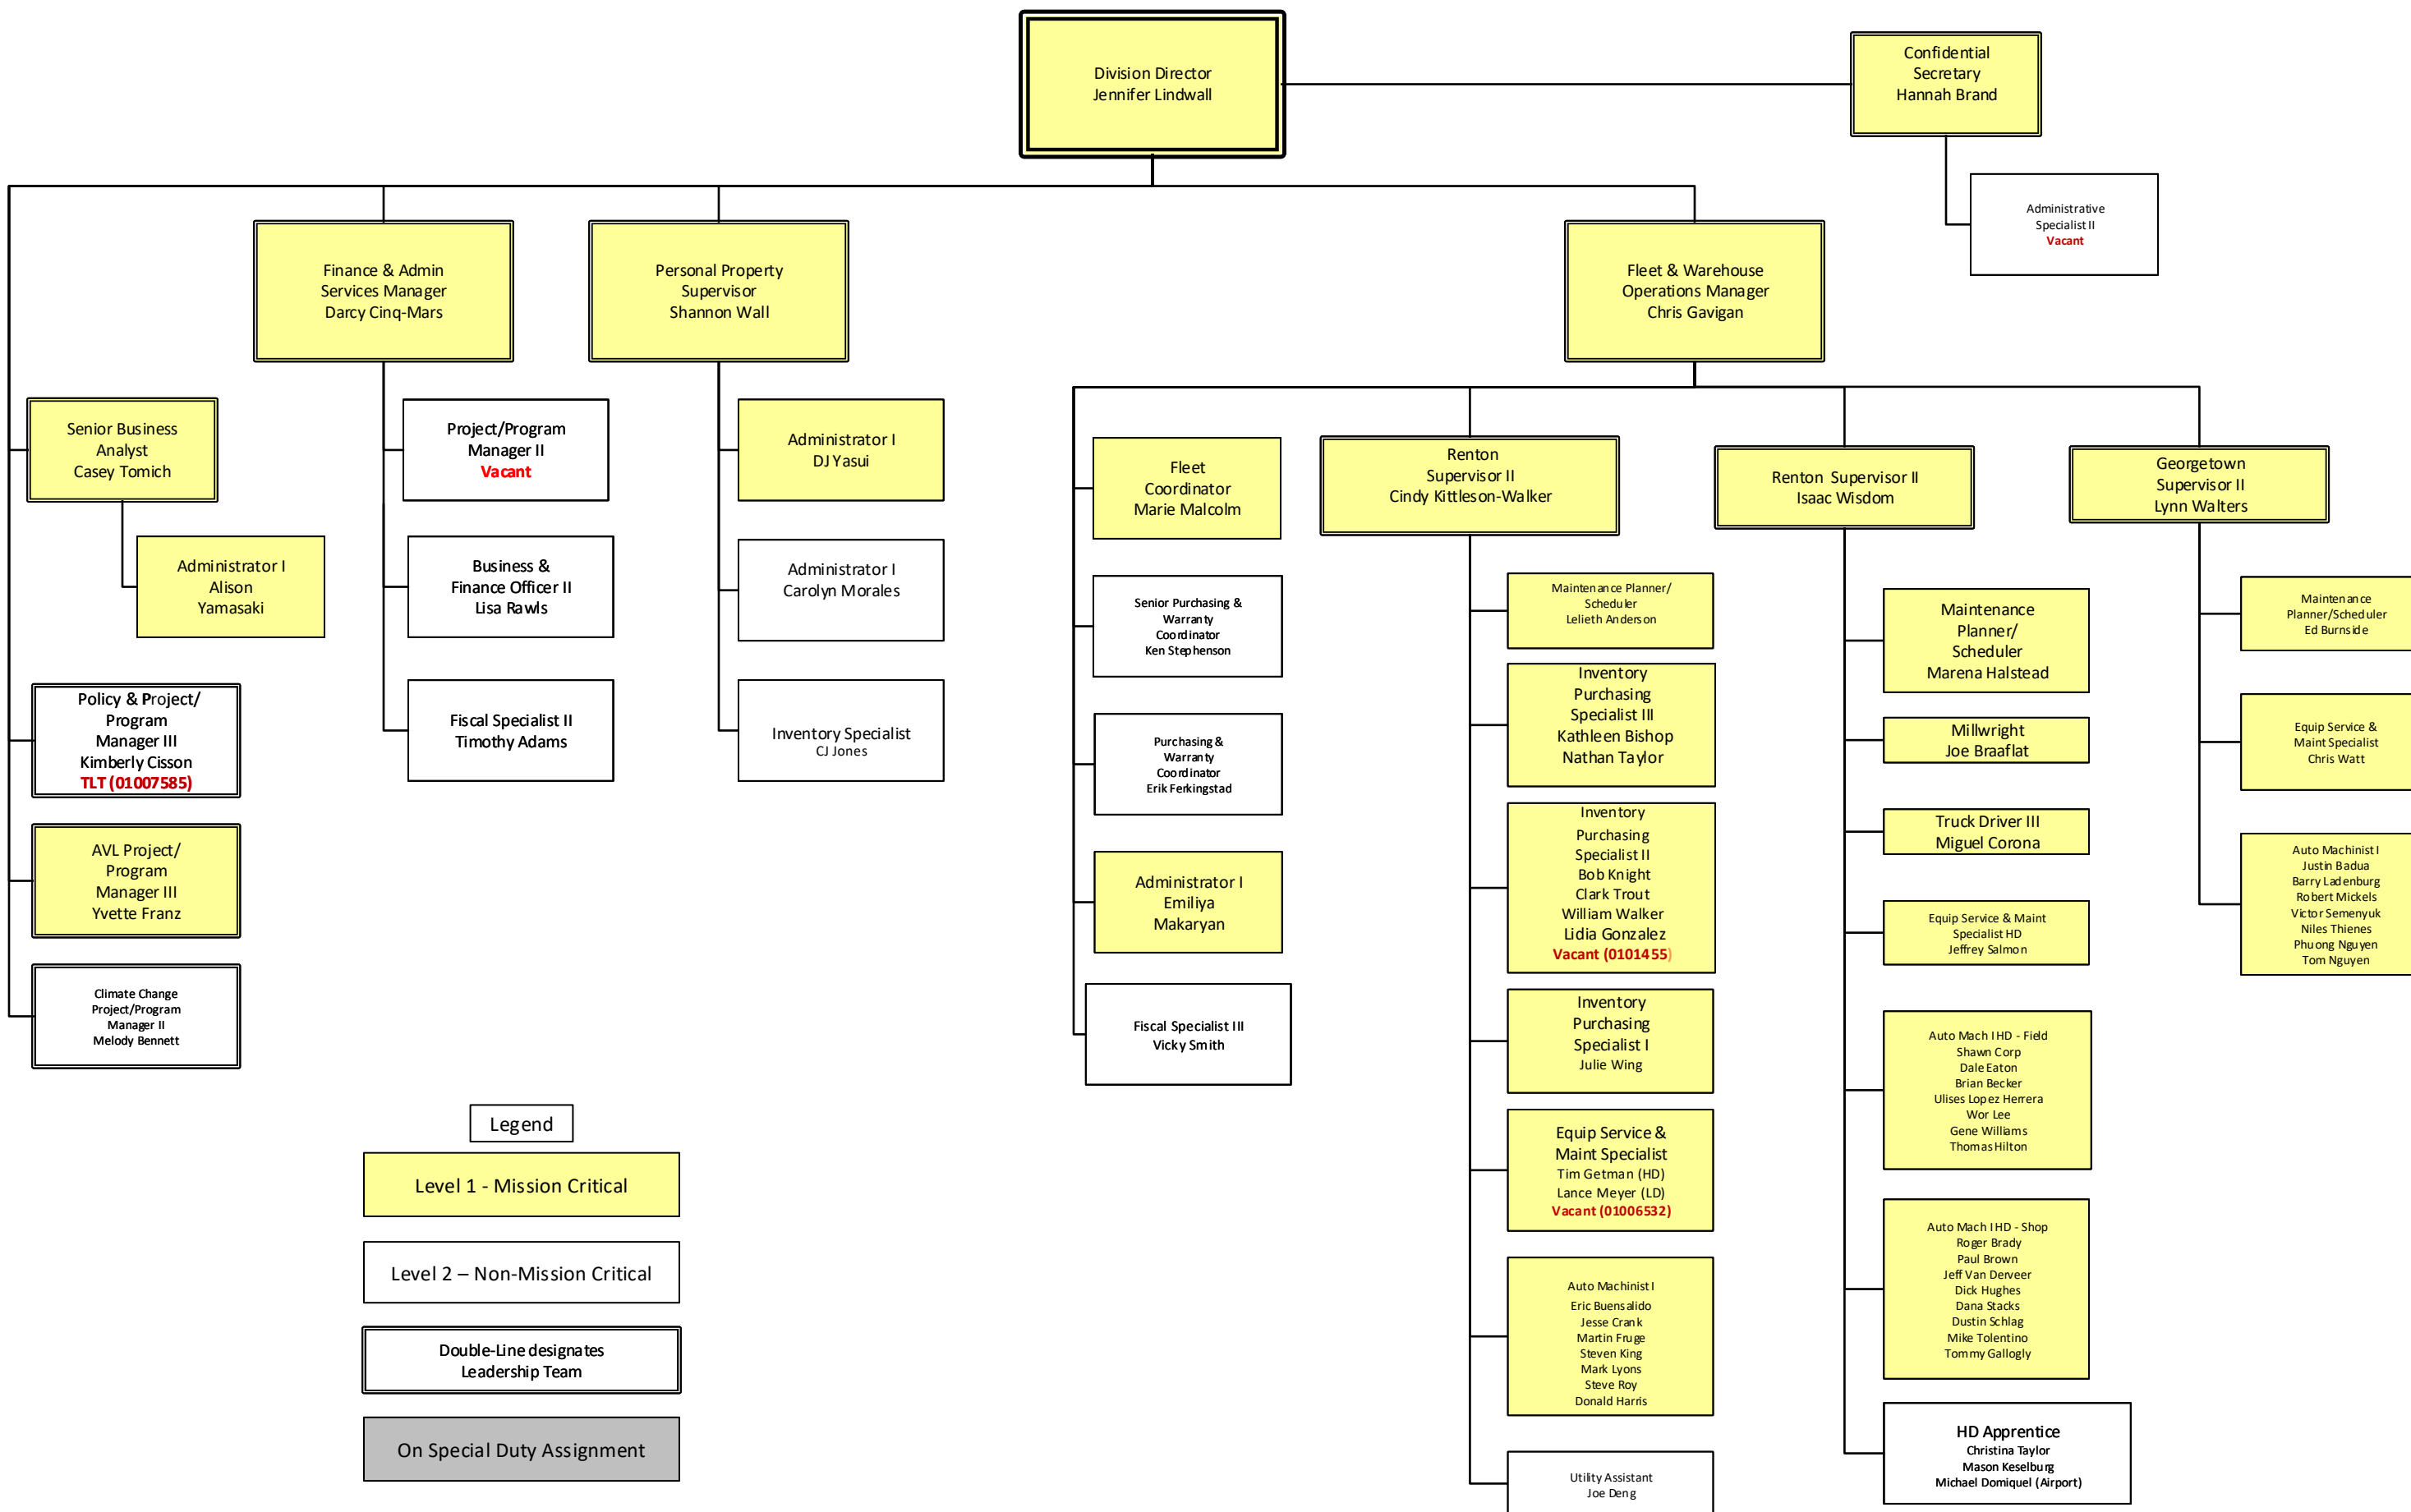 Division Director
Jennifer Lindwall
Confidential
Secretary
Hannah Brand
Administrative
Specialist II
Vacant
Finance & Admin
Services Manager
Darcy Cinq-Mars
Personal Property
Supervisor
Shannon Wall
Fleet & Warehouse
Operations Manager
Chris Gavigan
Senior Business
Analyst
Casey Tomich
Administrator I
Alison
Yamasaki
Policy & Project/
Program
Manager III
Kimberly Cisson
TLT (01007585)
AVL Project/
Program
Manager III
Yvette Franz
Climate Change
Project/Program
Manager II
Melody Bennett
Project/Program
Manager II
Vacant
Business &
Finance Officer II
Lisa Rawls
Fiscal Specialist II
Timothy Adams
Administrator I
DJ Yasui
Administrator I
Carolyn Morales
Inventory Specialist
CJ Jones
Fleet
Coordinator
Marie Malcolm
Senior Purchasing &
Warranty
Coordinator
Ken Stephenson
Purchasing &
Warranty
Coordinator
Erik Ferkingstad
Administrator I
Emiliya
Makaryan
Fiscal Specialist III
Vicky Smith
Renton
Supervisor II
Cindy Kittleson-Walker
Maintenance Planner/
Scheduler
Lelieth Anderson
Inventory
Purchasing
Specialist III
Kathleen Bishop
Nathan Taylor
Inventory
Purchasing
Specialist II
Bob Knight
Clark Trout
William Walker
Lidia Gonzalez
Vacant (0101455)
Inventory
Purchasing
Specialist I
Julie Wing
Equip Service &
Maint Specialist
Tim Getman (HD)
Lance Meyer (LD)
Vacant (01006532)
Auto Machinist I
Eric Buensalido
Jesse Crank
Martin Fruge
Steven King
Mark Lyons
Steve Roy
Donald Harris
Utility Assistant
Joe Deng
Renton Supervisor II
Isaac Wisdom
Maintenance
Planner/
Scheduler
Marena Halstead
Millwright
Joe Braaflat
Truck Driver III
Miguel Corona
Equip Service & Maint
Specialist HD
Jeffrey Salmon
Auto Mach I HD - Field
Shawn Corp
Dale Eaton
Brian Becker
Ulises Lopez Herrera
Wor Lee
Gene Williams
Thomas Hilton
Auto Mach I HD - Shop
Roger Brady
Paul Brown
Jeff Van Derveer
Dick Hughes
Dana Stacks
Dustin Schlag
Mike Tolentino
Tommy Gallogly
HD Apprentice
Christina Taylor
Mason Keselburg
Michael Domiquel (Airport)
Georgetown
Supervisor II
Lynn Walters
Maintenance
Planner/Scheduler
Ed Burnside
Equip Service &
Maint Specialist
Chris Watt
Auto Machinist I
Justin Badua
Barry Ladenburg
Robert Mickels
Victor Semenyuk
Niles Thienes
Phuong Nguyen
Tom Nguyen
Legend
Level 1 - Mission Critical
Level 2 – Non-Mission Critical
Double-Line designates
Leadership Team
On Special Duty Assignment